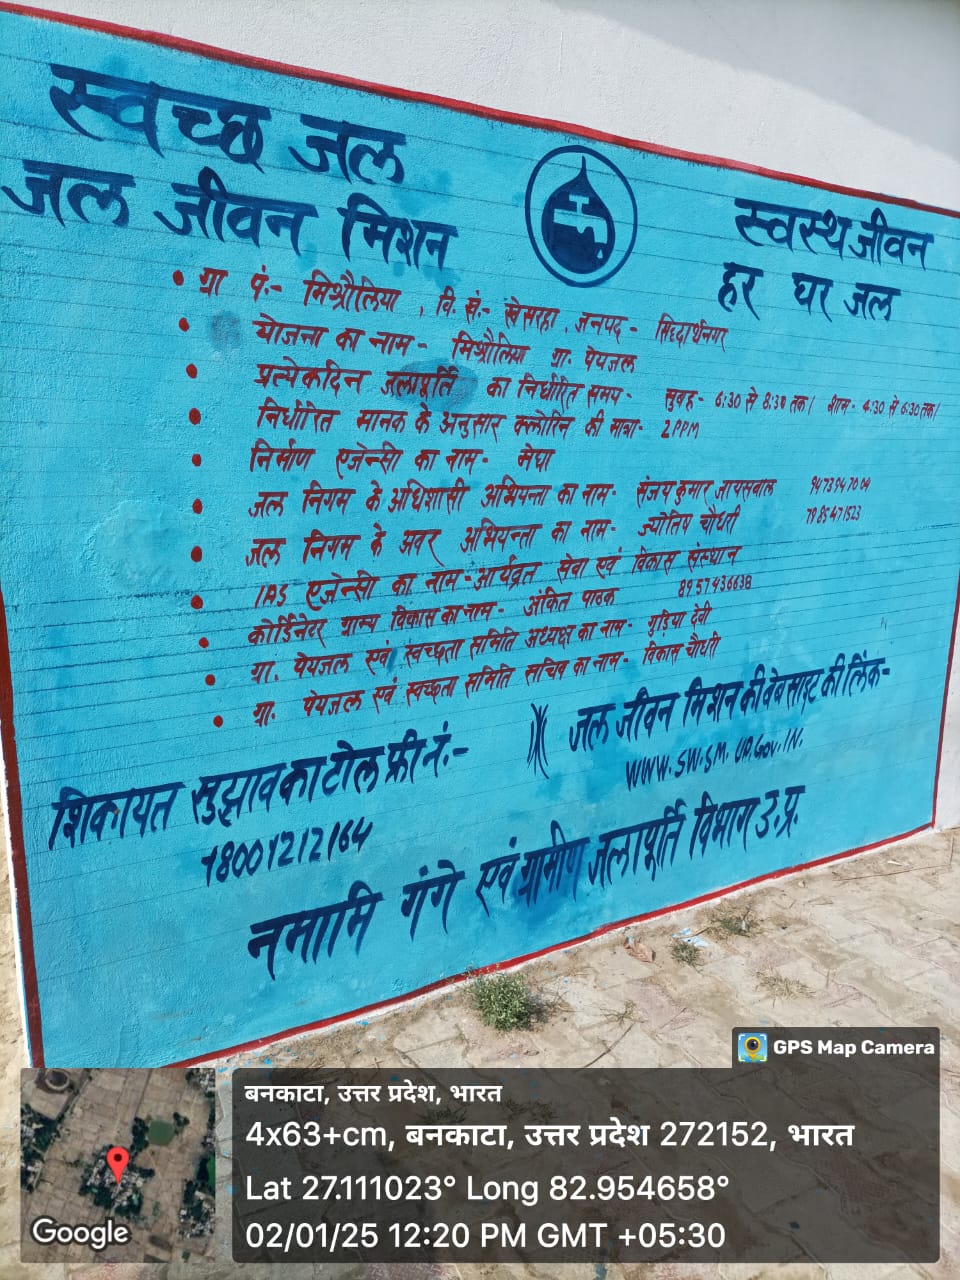 स्वच्छ जल
जल जीवन मिशन
स्वस्थ जीवन
हर घर जल
• ग्रा पं:- मिश्रौलिया , वि. खं:- खेसरहा , जनपद - सिद्दार्थनगर
• योजना का नाम - मिश्रौलिया ग्रा. पेयजल
• प्रत्येकदिन जलापूर्ति का निर्धारित समय- सुबह- 6:30 से 8:30 तक/ शाम- 4:30 से 6:30 तक/
• निर्धारित मानक के अनुसार क्लोरिन की मात्रा- 2PPM
• निर्माण एजेन्सी का नाम- मेघा
• जल निगम के अधिशासी अभियन्ता का नाम- संजय कुमार जायसवाल 9473947004
• जल निगम के अवर अभियन्ता का नाम- ज्योतिष चौधरी 7985471523
• IAS एजेन्सी का नाम-आर्यव्रत सेवा एवं विकास संस्थान
• कोर्डिनेटर ग्राम्य विकास का नाम- अंकित पाठक 8957436638
• ग्रा. पेयजल एवं स्वच्छता समिति अध्यक्ष का नाम- गुड़िया देवी
• ग्रा. पेयजल एवं स्वच्छता समिति सचिव का नाम- विकास चौधरी
शिकायत सुझाव का टोल फ्री नं.-
18001212164
जल जीवन मिशन की वेबसाइट की लिंक-
WWW.SWSM.UP.Gov.IN.
नमामि गंगे एवं ग्रामीण जलापूर्ति विभाग उ.प्र.
GPS Map Camera
बनकाटा, उत्तर प्रदेश, भारत
4x63+cm, बनकाटा, उत्तर प्रदेश 272152, भारत
Lat 27.111023° Long 82.954658°
02/01/25 12:20 PM GMT +05:30
Google